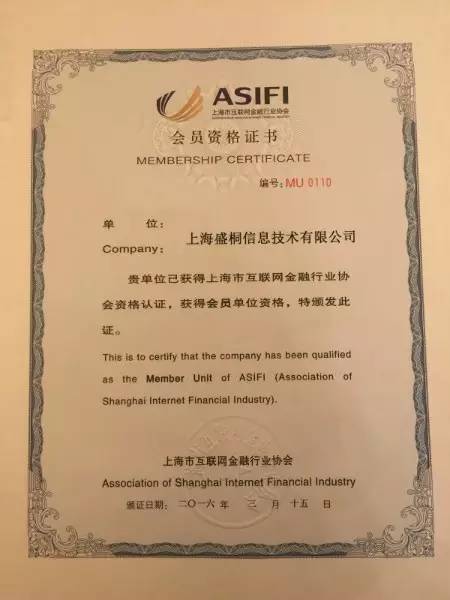 ASIFI
上海市互联网金融行业协会
会员资格证书
MEMBERSHIP CERTIFICATE
编号: MU 0110
单 位:
Company: 上海盛桐信息技术有限公司
贵单位已获得上海市互联网金融行业协
会资格认证，获得会员单位资格，特颁发此
证。
This is to certify that the company has been qualified
as the Member Unit of ASIFI (Association of
Shanghai Internet Financial Industry).
上海市互联网金融行业协会
Association of Shanghai Internet Financial Industry
颁证日期: 二〇一六年 三 月 十五 日